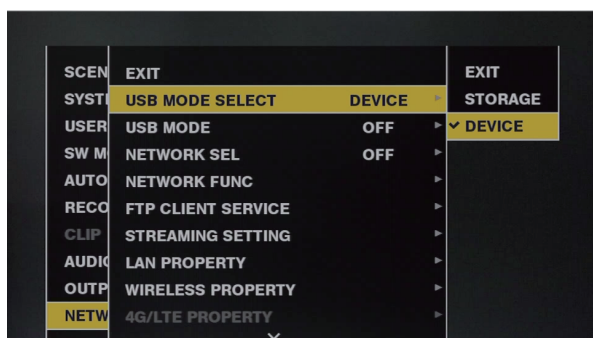 SCEN
SYST
USER
SW M
AUTO
RECO
CLIP
AUDIO
OUTP
NETW
EXIT
USB MODE SELECT DEVICE
USB MODE OFF
NETWORK SEL OFF
NETWORK FUNC
FTP CLIENT SERVICE
STREAMING SETTING
LAN PROPERTY
WIRELESS PROPERTY
4G/LTE PROPERTY
EXIT
STORAGE
DEVICE